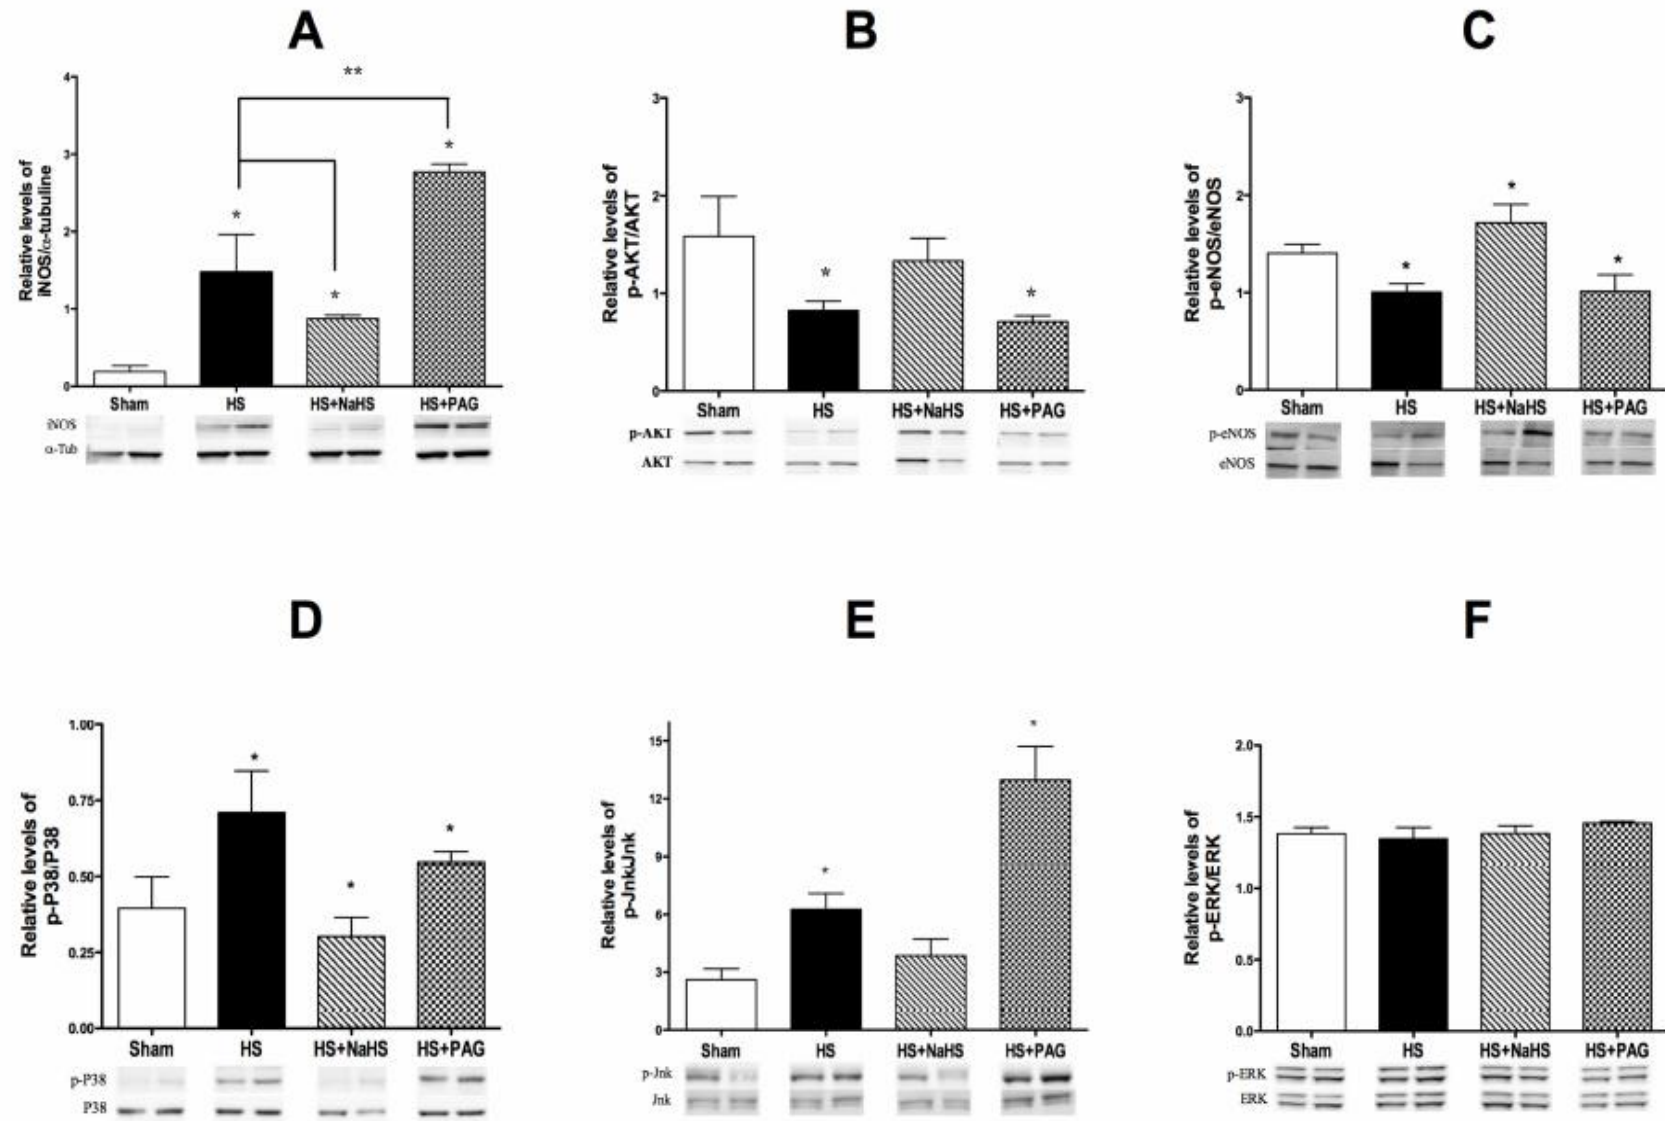 A
B
C
**
4
3
2
1
0
Relative levels of
iNOS/α-tubuline
*
*
*
Sham
HS
HS+NaHS
HS+PAG
iNOS
α-Tub
3
2
1
0
Relative levels of
p-AKT/AKT
*
*
Sham
HS
HS+NaHS
HS+PAG
p-AKT
AKT
3
2
1
0
Relative levels of
p-eNOS/eNOS
*
*
*
Sham
HS
HS+NaHS
HS+PAG
p-eNOS
eNOS
D
E
F
1.00
0.75
0.50
0.25
0.00
Relative levels of
p-P38/P38
*
*
*
Sham
HS
HS+NaHS
HS+PAG
p-P38
P38
15
12
9
6
3
0
Relative levels of
p-Jnk/Jnk
*
*
Sham
HS
HS+NaHS
HS+PAG
p-Jnk
Jnk
2.0
1.5
1.0
0.5
0.0
Relative levels of
p-ERK/ERK
Sham
HS
HS+NaHS
HS+PAG
p-ERK
ERK